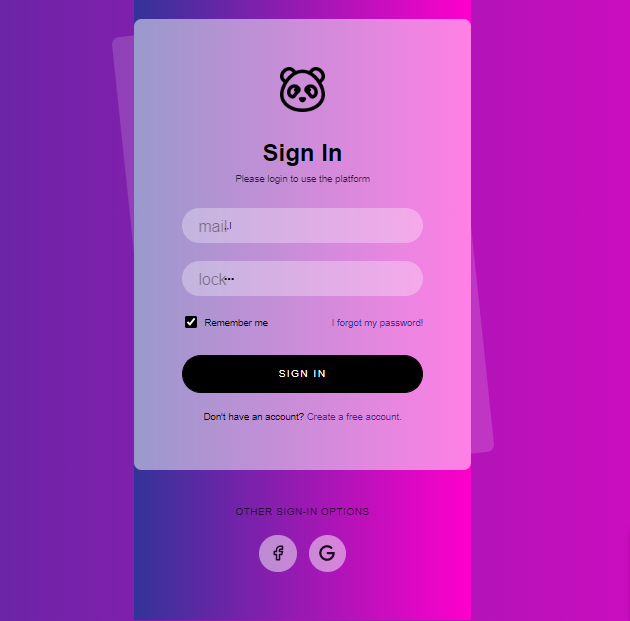 Sign In
Please login to use the platform
mail
lock•••
Remember me
I forgot my password!
SIGN IN
Don't have an account? Create a free account.
OTHER SIGN-IN OPTIONS